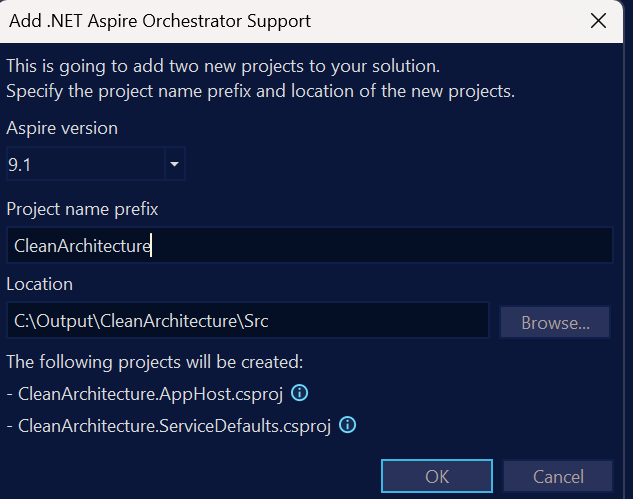 Add .NET Aspire Orchestrator Support
This is going to add two new projects to your solution.
Specify the project name prefix and location of the new projects.
Aspire version
9.1
Project name prefix
CleanArchitecture
Location
C:\Output\CleanArchitecture\Src
Browse...
The following projects will be created:
- CleanArchitecture.AppHost.csproj
- CleanArchitecture.ServiceDefaults.csproj
OK Cancel